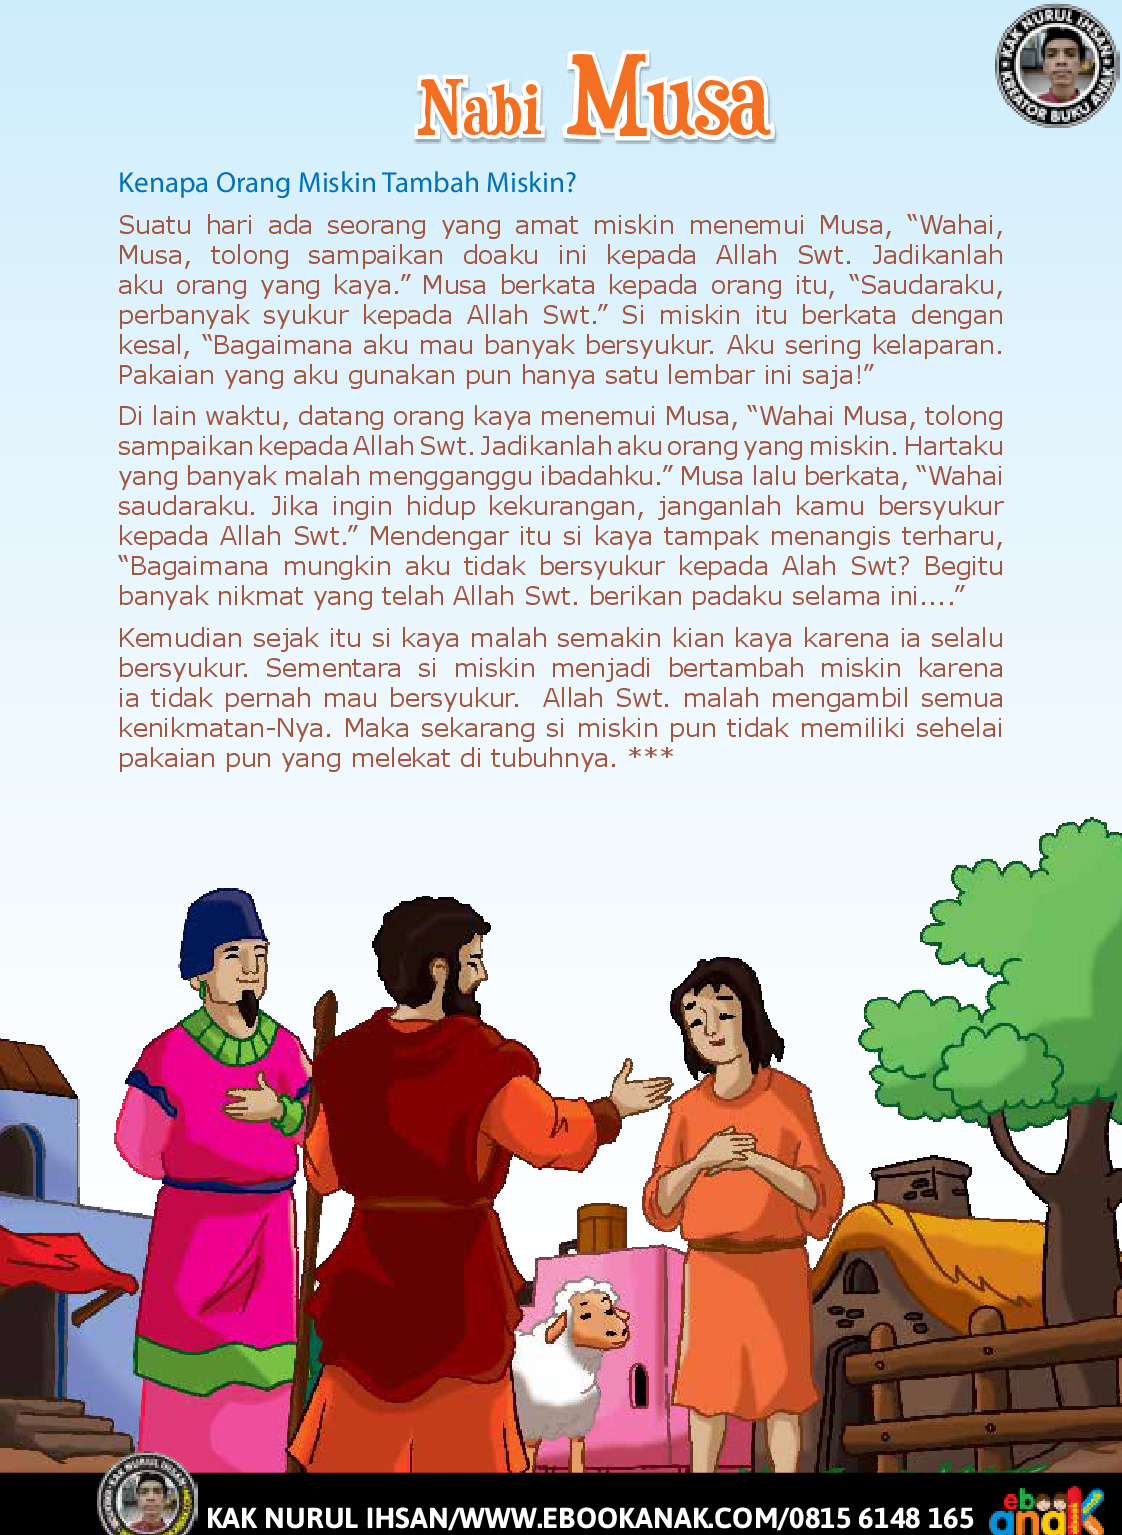 KAK NURUL IHSAN
KREATOR BUKU ANAK
Nabi Musa
Kenapa Orang Miskin Tambah Miskin?
Suatu hari ada seorang yang amat miskin menemui Musa, “Wahai,
Musa, tolong sampaikan doaku ini kepada Allah Swt. Jadikanlah
aku orang yang kaya.” Musa berkata kepada orang itu, “Saudaraku,
perbanyak syukur kepada Allah Swt.” Si miskin itu berkata dengan
kesal, “Bagaimana aku mau banyak bersyukur. Aku sering kelaparan.
Pakaian yang aku gunakan pun hanya satu lembar ini saja!”
Di lain waktu, datang orang kaya menemui Musa, “Wahai Musa, tolong
sampaikan kepada Allah Swt. Jadikanlah aku orang yang miskin. Hartaku
yang banyak malah mengganggu ibadahku.” Musa lalu berkata, “Wahai
saudaraku. Jika ingin hidup kekurangan, janganlah kamu bersyukur
kepada Allah Swt.” Mendengar itu si kaya tampak menangis terharu,
“Bagaimana mungkin aku tidak bersyukur kepada Alah Swt? Begitu
banyak nikmat yang telah Allah Swt. berikan padaku selama ini....”
Kemudian sejak itu si kaya malah semakin kian kaya karena ia selalu
bersyukur. Sementara si miskin menjadi bertambah miskin karena
ia tidak pernah mau bersyukur. Allah Swt. malah mengambil semua
kenikmatan-Nya. Maka sekarang si miskin pun tidak memiliki sehelai
pakaian pun yang melekat di tubuhnya. ***
KAK NURUL IHSAN
KAK NURUL IHSAN/WWW.EBOOKANAK.COM/0815 6148 165
ebook
anak